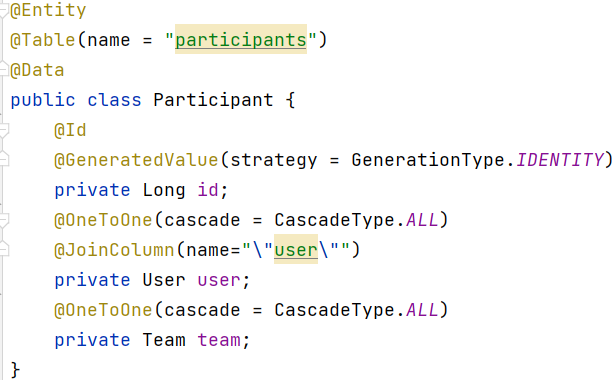 @Entity
@Table(name = "participants")
@Data
public class Participant {
    @Id
    @GeneratedValue(strategy = GenerationType.IDENTITY)
    private Long id;
    @OneToOne(cascade = CascadeType.ALL)
    @JoinColumn(name="\"user\"")
    private User user;
    @OneToOne(cascade = CascadeType.ALL)
    private Team team;
}